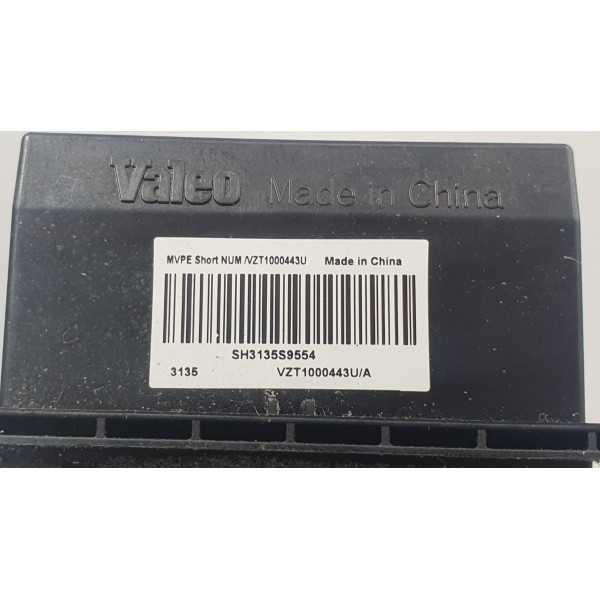 Valeo Made in China
MVPE Short NUM /VZT1000443U Made in China
SH3135S9554
3135 VZT1000443U/A